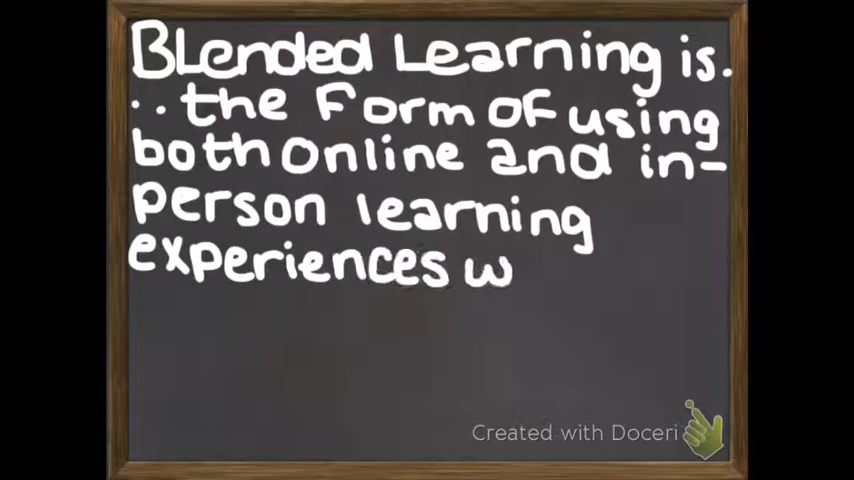 Blended Learning is.
..the Form of using
both online and in-
person learning
experiences w
Created with Doceri